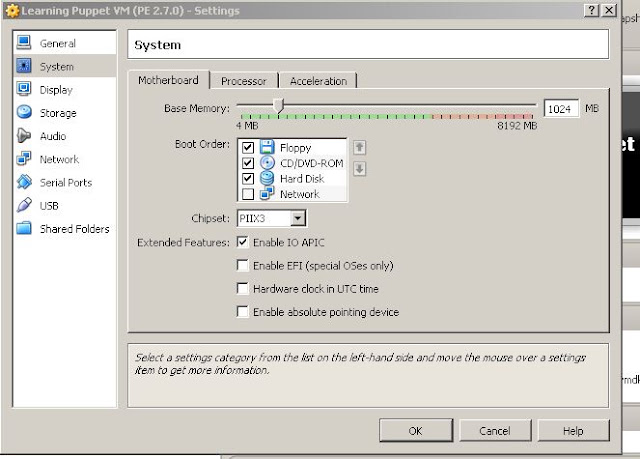 Learning Puppet VM (PE 2.7.0) - Settings
General
System
Display
Storage
Audio
Network
Serial Ports
USB
Shared Folders
System
Motherboard Processor Acceleration
Base Memory: 1024 MB
4 MB 8192 MB
Boot Order: Floppy
CD/DVD-ROM
Hard Disk
Network
Chipset: PIIX3
Extended Features: Enable IO APIC
Enable EFI (special OSes only)
Hardware clock in UTC time
Enable absolute pointing device
Select a settings category from the list on the left-hand side and move the mouse over a settings
item to get more information.
OK Cancel Help
apsh
et
vmdk